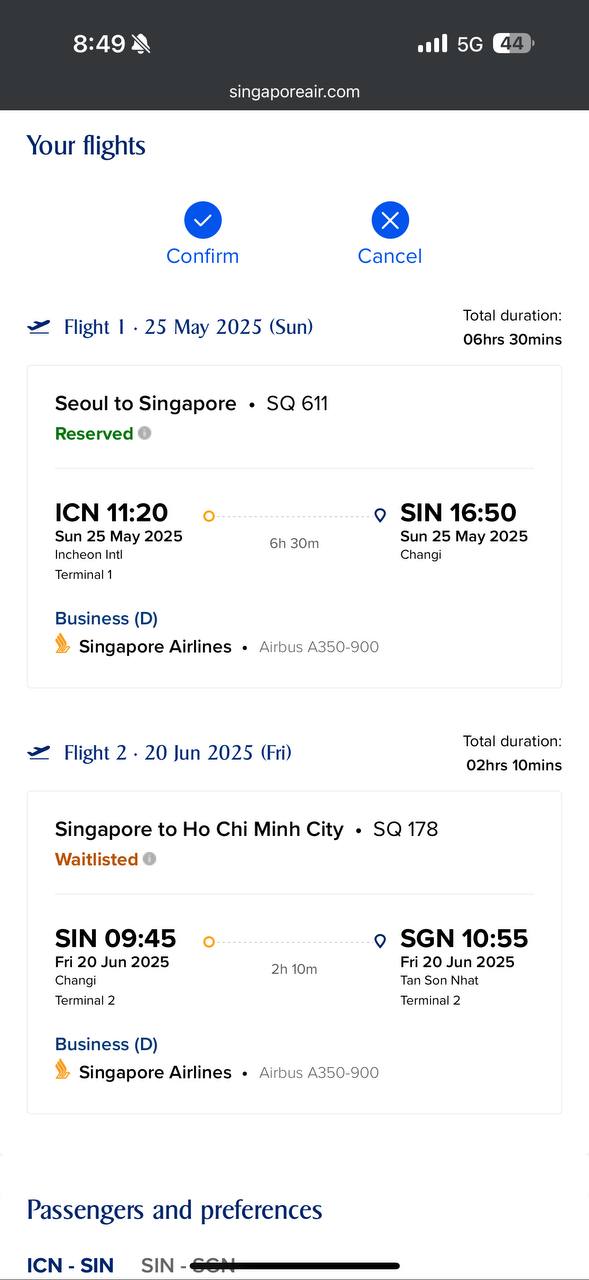 8:49 5G 44
singaporeair.com
Your flights
Confirm Cancel
Flight 1 · 25 May 2025 (Sun)
Total duration:
06hrs 30mins
Seoul to Singapore • SQ 611
Reserved
ICN 11:20
Sun 25 May 2025
Incheon Intl
Terminal 1
6h 30m
SIN 16:50
Sun 25 May 2025
Changi
Business (D)
Singapore Airlines • Airbus A350-900
Flight 2 · 20 Jun 2025 (Fri)
Total duration:
02hrs 10mins
Singapore to Ho Chi Minh City • SQ 178
Waitlisted
SIN 09:45
Fri 20 Jun 2025
Changi
Terminal 2
2h 10m
SGN 10:55
Fri 20 Jun 2025
Tan Son Nhat
Terminal 2
Business (D)
Singapore Airlines • Airbus A350-900
Passengers and preferences
ICN - SIN SIN - SGN